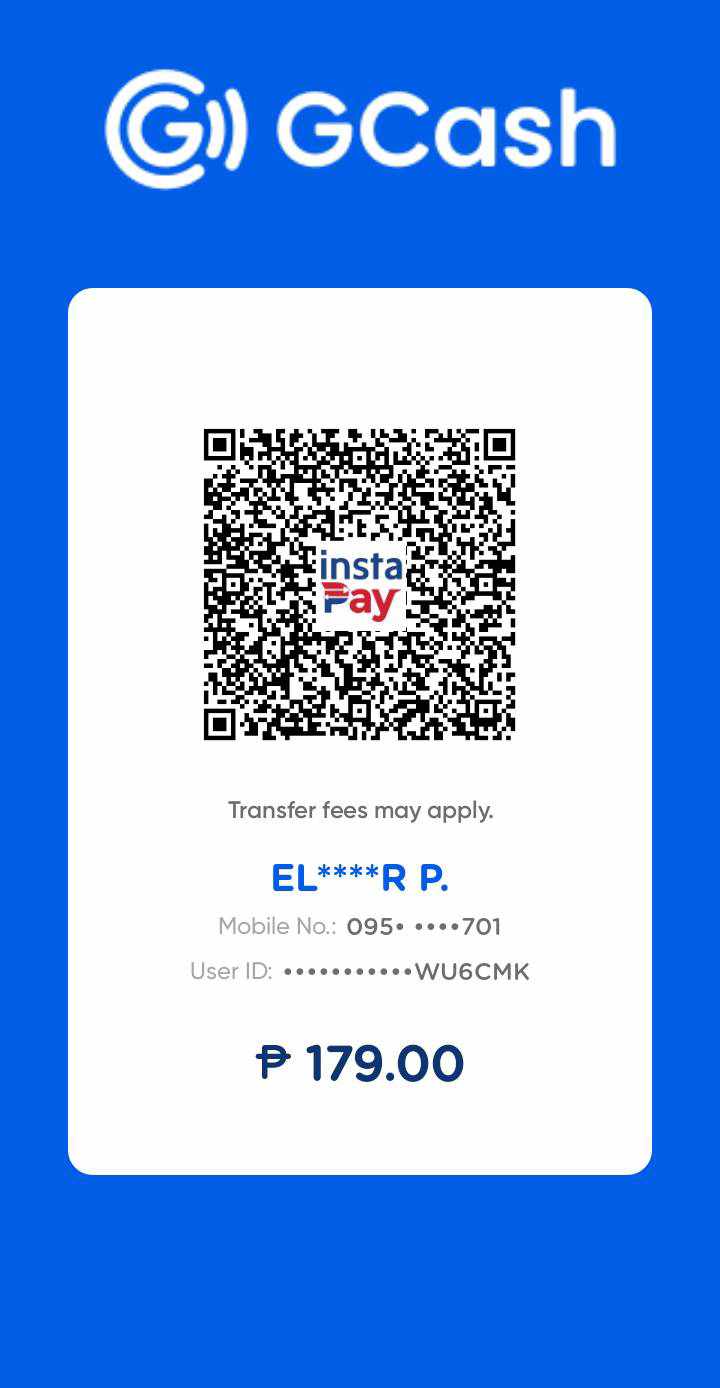 GCash
insta
Pay
Transfer fees may apply.
EL****R P.
Mobile No.: 095• ••••701
User ID: •••••••••••WU6CMK
₱ 179.00